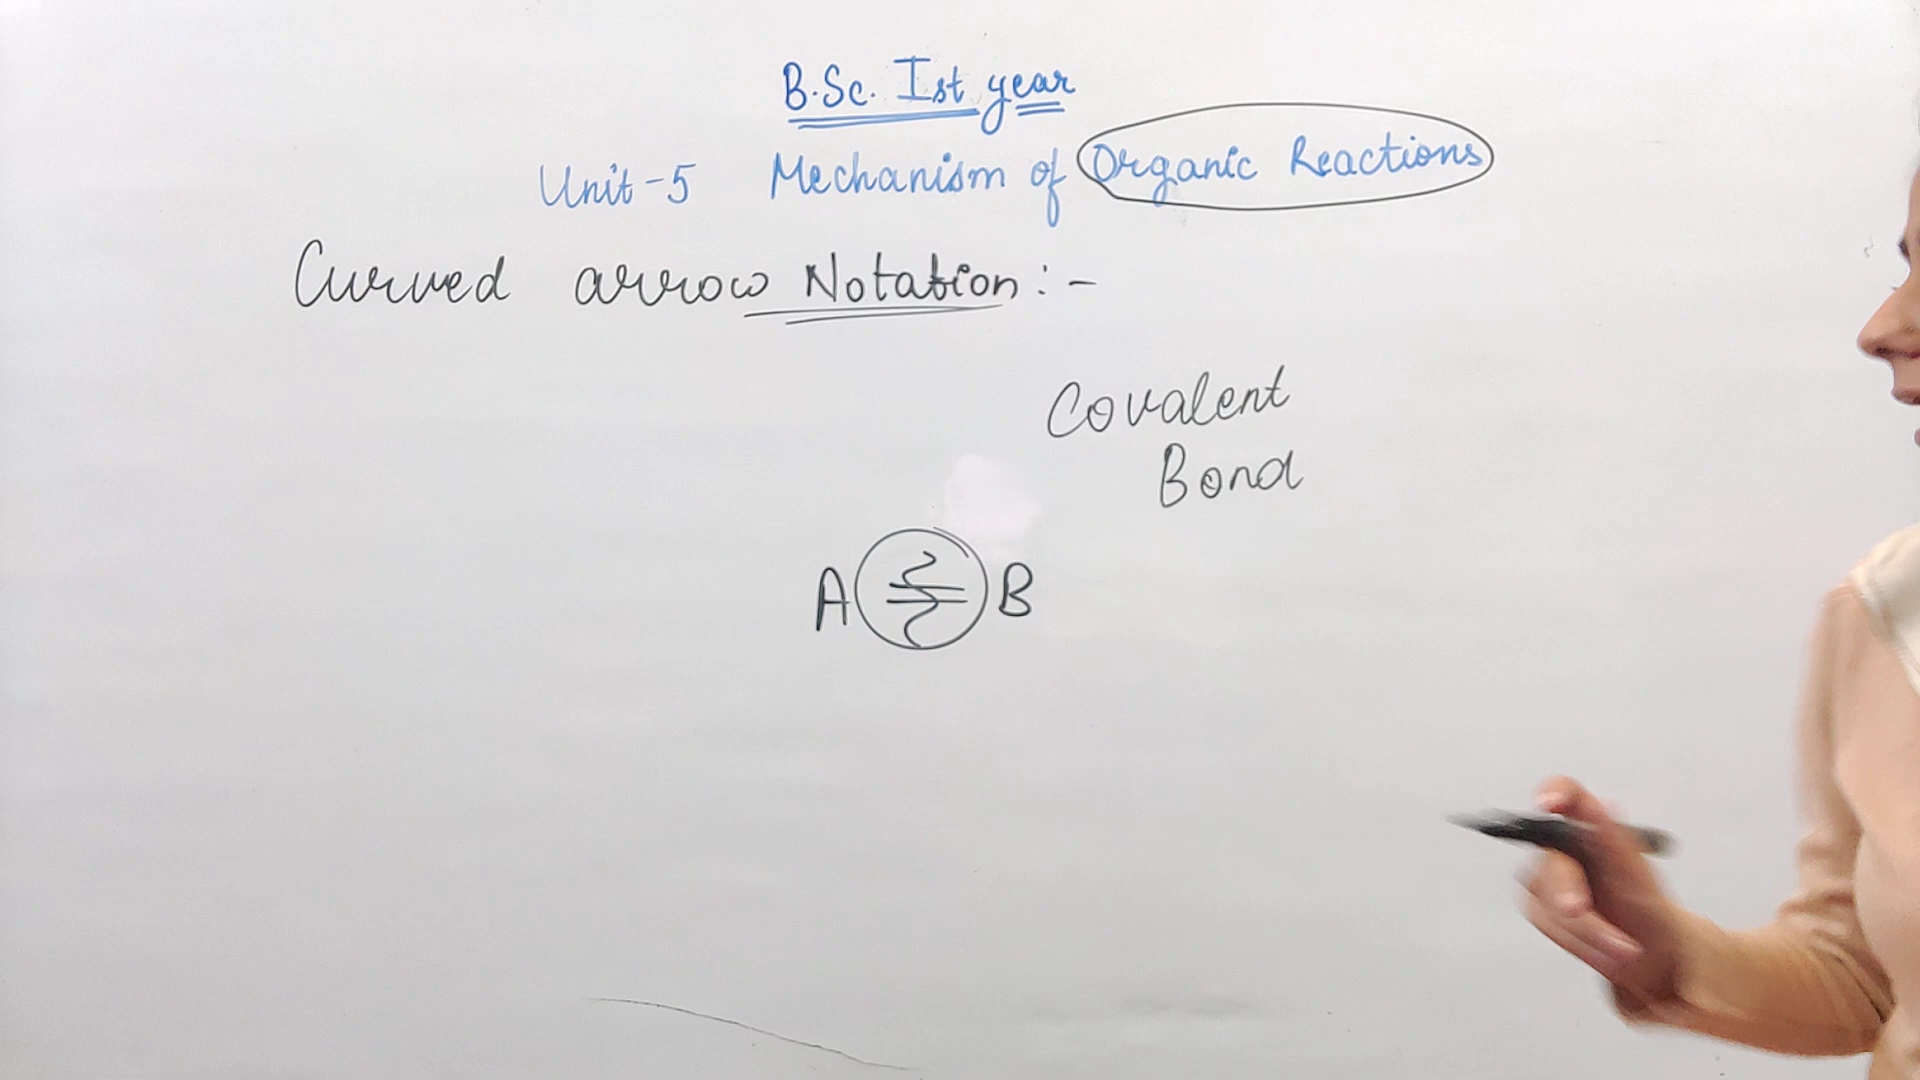 B.Sc. Ist year
Unit-5 Mechanism of Organic Reactions
Curved arrow Notation :-
Covalent
Bond
A B